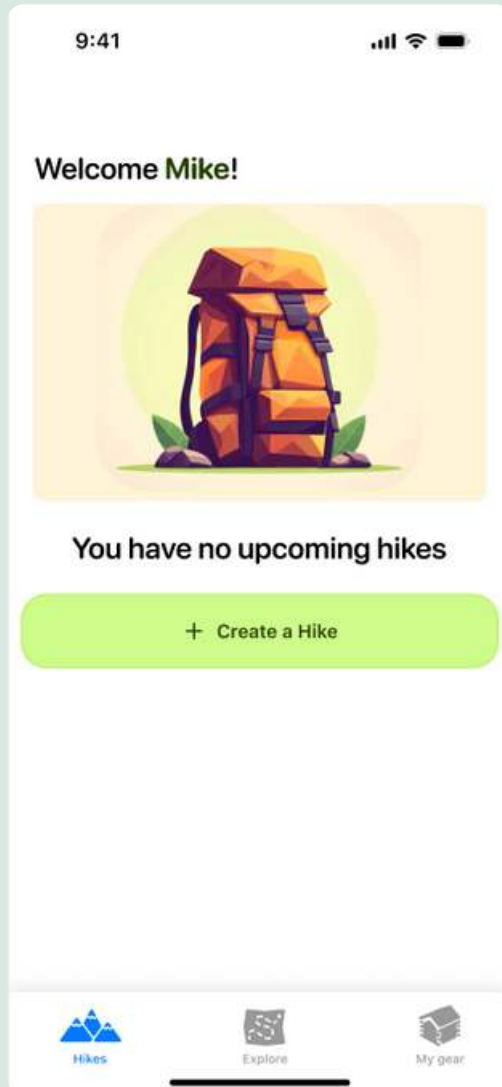 9:41
Welcome Mike!
You have no upcoming hikes
+ Create a Hike
Hikes
Explore
My gear